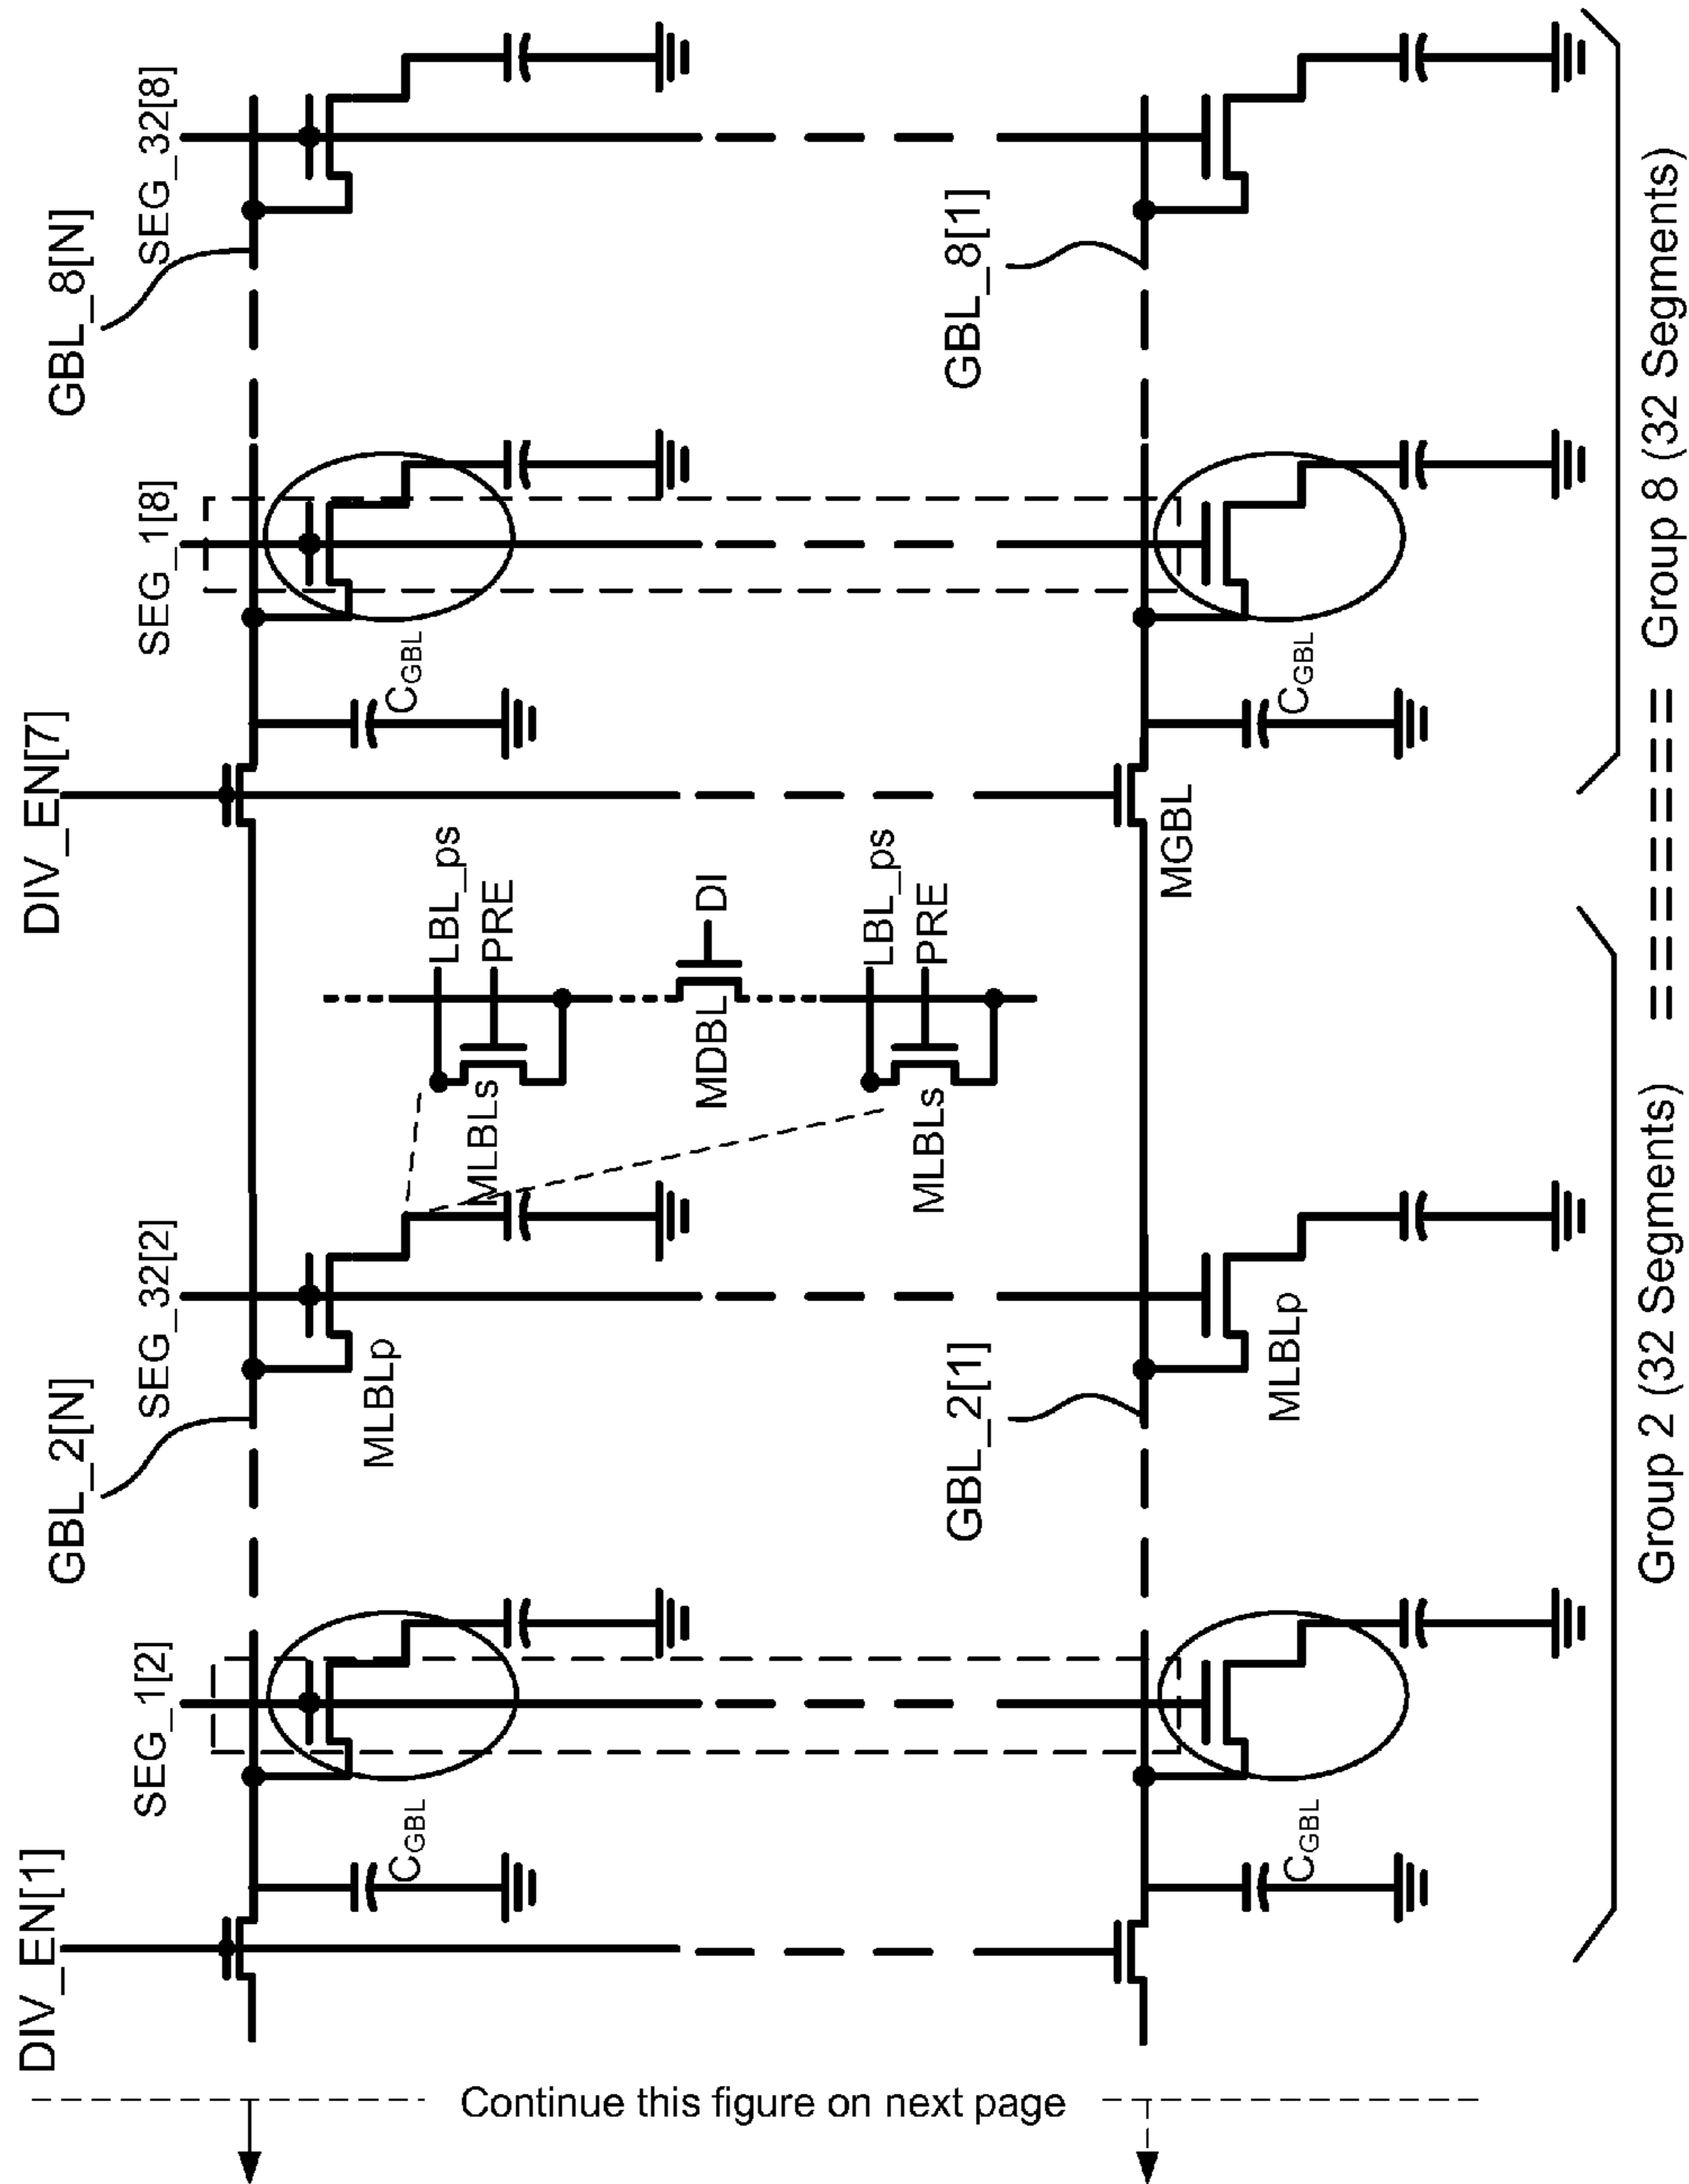 DIV_EN[1]
DIV_EN[7]
GBL_2[N]
GBL_8[N]
SEG_1[2]
SEG_32[2]
SEG_1[8]
SEG_32[8]
CGBL
MLBLp
CGBL
LBL_ps
PRE
MLBLs
MDBL
DI
LBL_ps
PRE
MLBLs
GBL_2[1]
GBL_8[1]
MGBL
CGBL
MLBLp
CGBL
Group 2 (32 Segments)
=======
Group 8 (32 Segments)
Continue this figure on next page